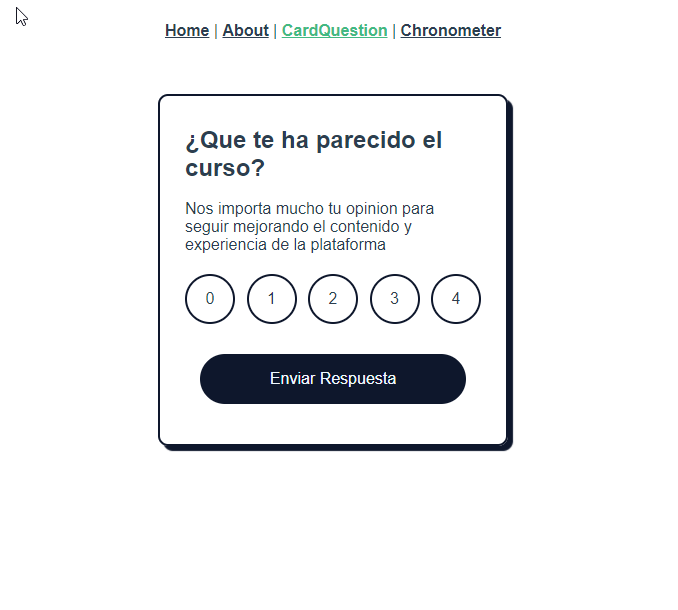 Home | About | CardQuestion | Chronometer
¿Que te ha parecido el
curso?
Nos importa mucho tu opinion para
seguir mejorando el contenido y
experiencia de la plataforma
0 1 2 3 4
Enviar Respuesta